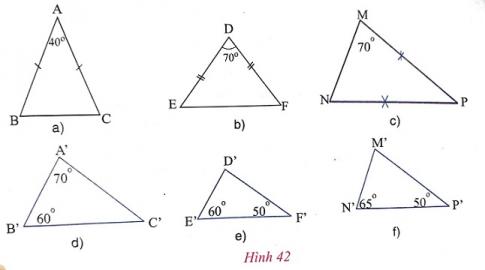 A
40°
B
C
a)
D
70°
E
F
b)
M
70°
N
P
c)
A'
70°
60°
B'
C'
d)
D'
60°
50°
E'
F'
e)
M'
65°
50°
N'
P'
f)
Hình 42